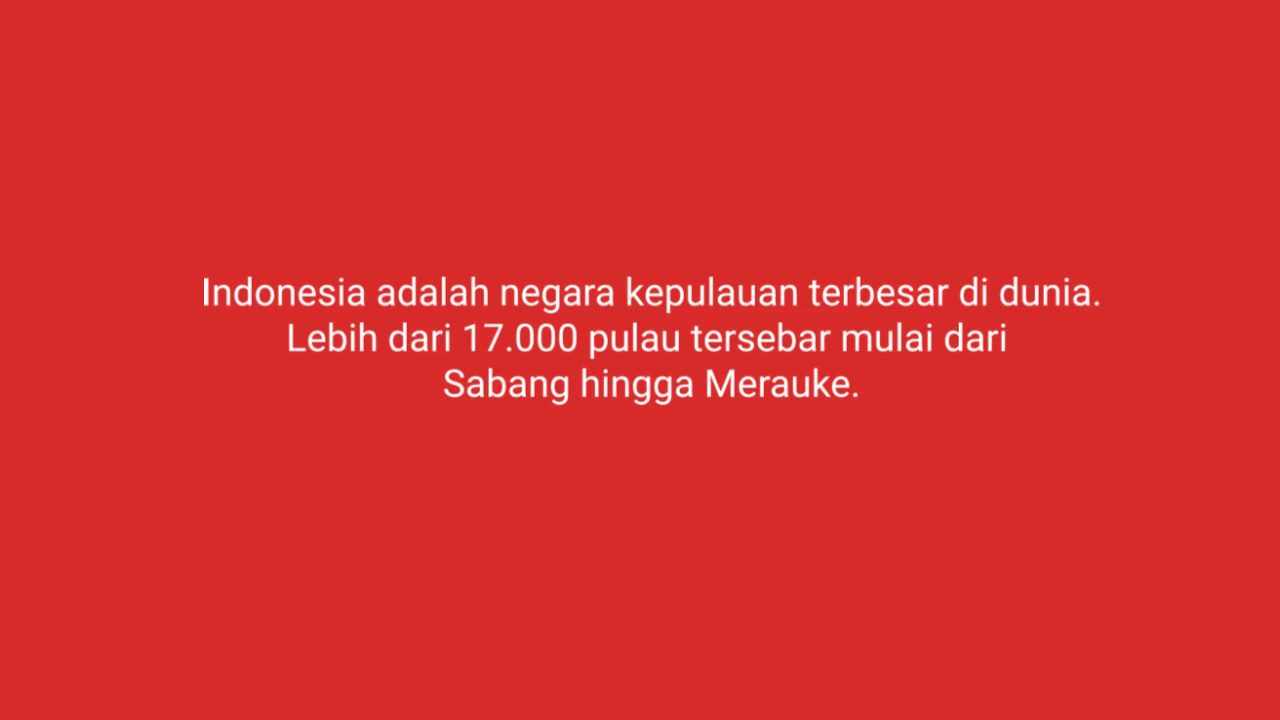 Indonesia adalah negara kepulauan terbesar di dunia.
Lebih dari 17.000 pulau tersebar mulai dari
Sabang hingga Merauke.